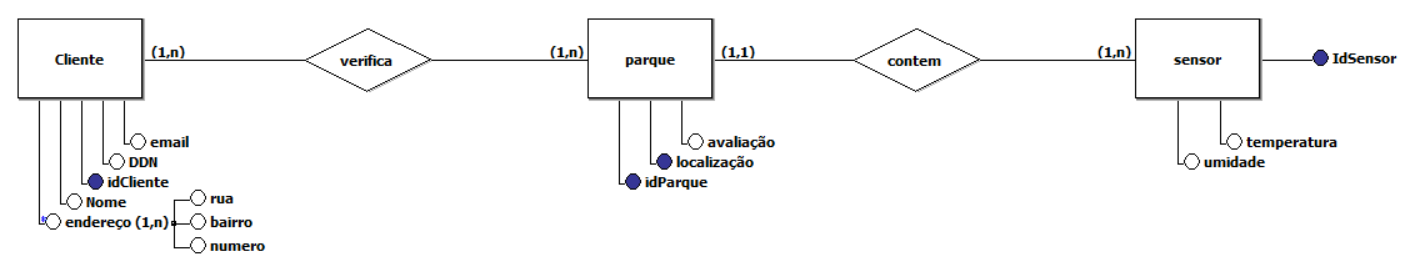 Cliente
(1,n)
verifica
(1,n)
parque
(1,1)
contem
(1,n)
sensor
IdSensor
email
DDN
idCliente
Nome
endereço (1,n)
rua
bairro
numero
avaliação
localização
idParque
temperatura
umidade